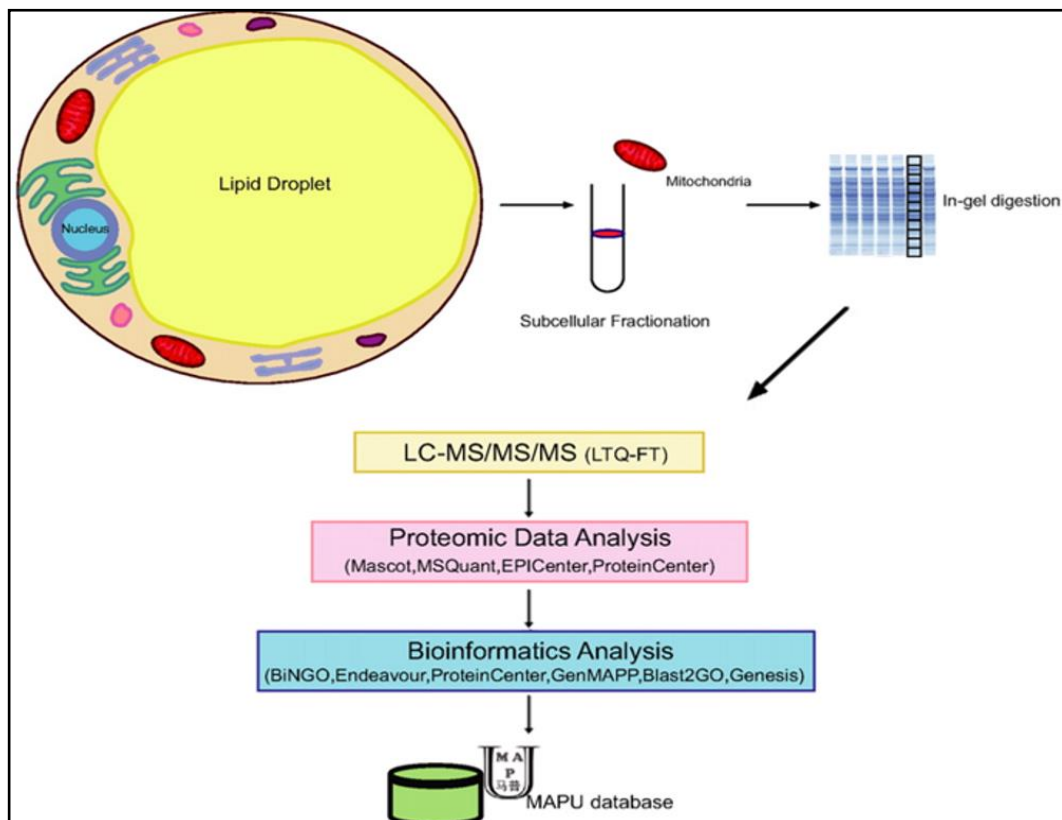 Lipid Droplet
Nucleus
Mitochondria
Subcellular Fractionation
In-gel digestion
LC-MS/MS/MS (LTQ-FT)
Proteomic Data Analysis
(Mascot,MSQuant,EPICenter,ProteinCenter)
Bioinformatics Analysis
(BiNGO,Endeavour,ProteinCenter,GenMAPP,Blast2GO,Genesis)
M A
P
马普
MAPU database